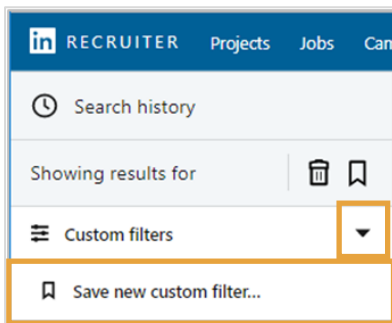 in RECRUITER Projects Jobs Can
Search history
Showing results for
Custom filters
Save new custom filter...